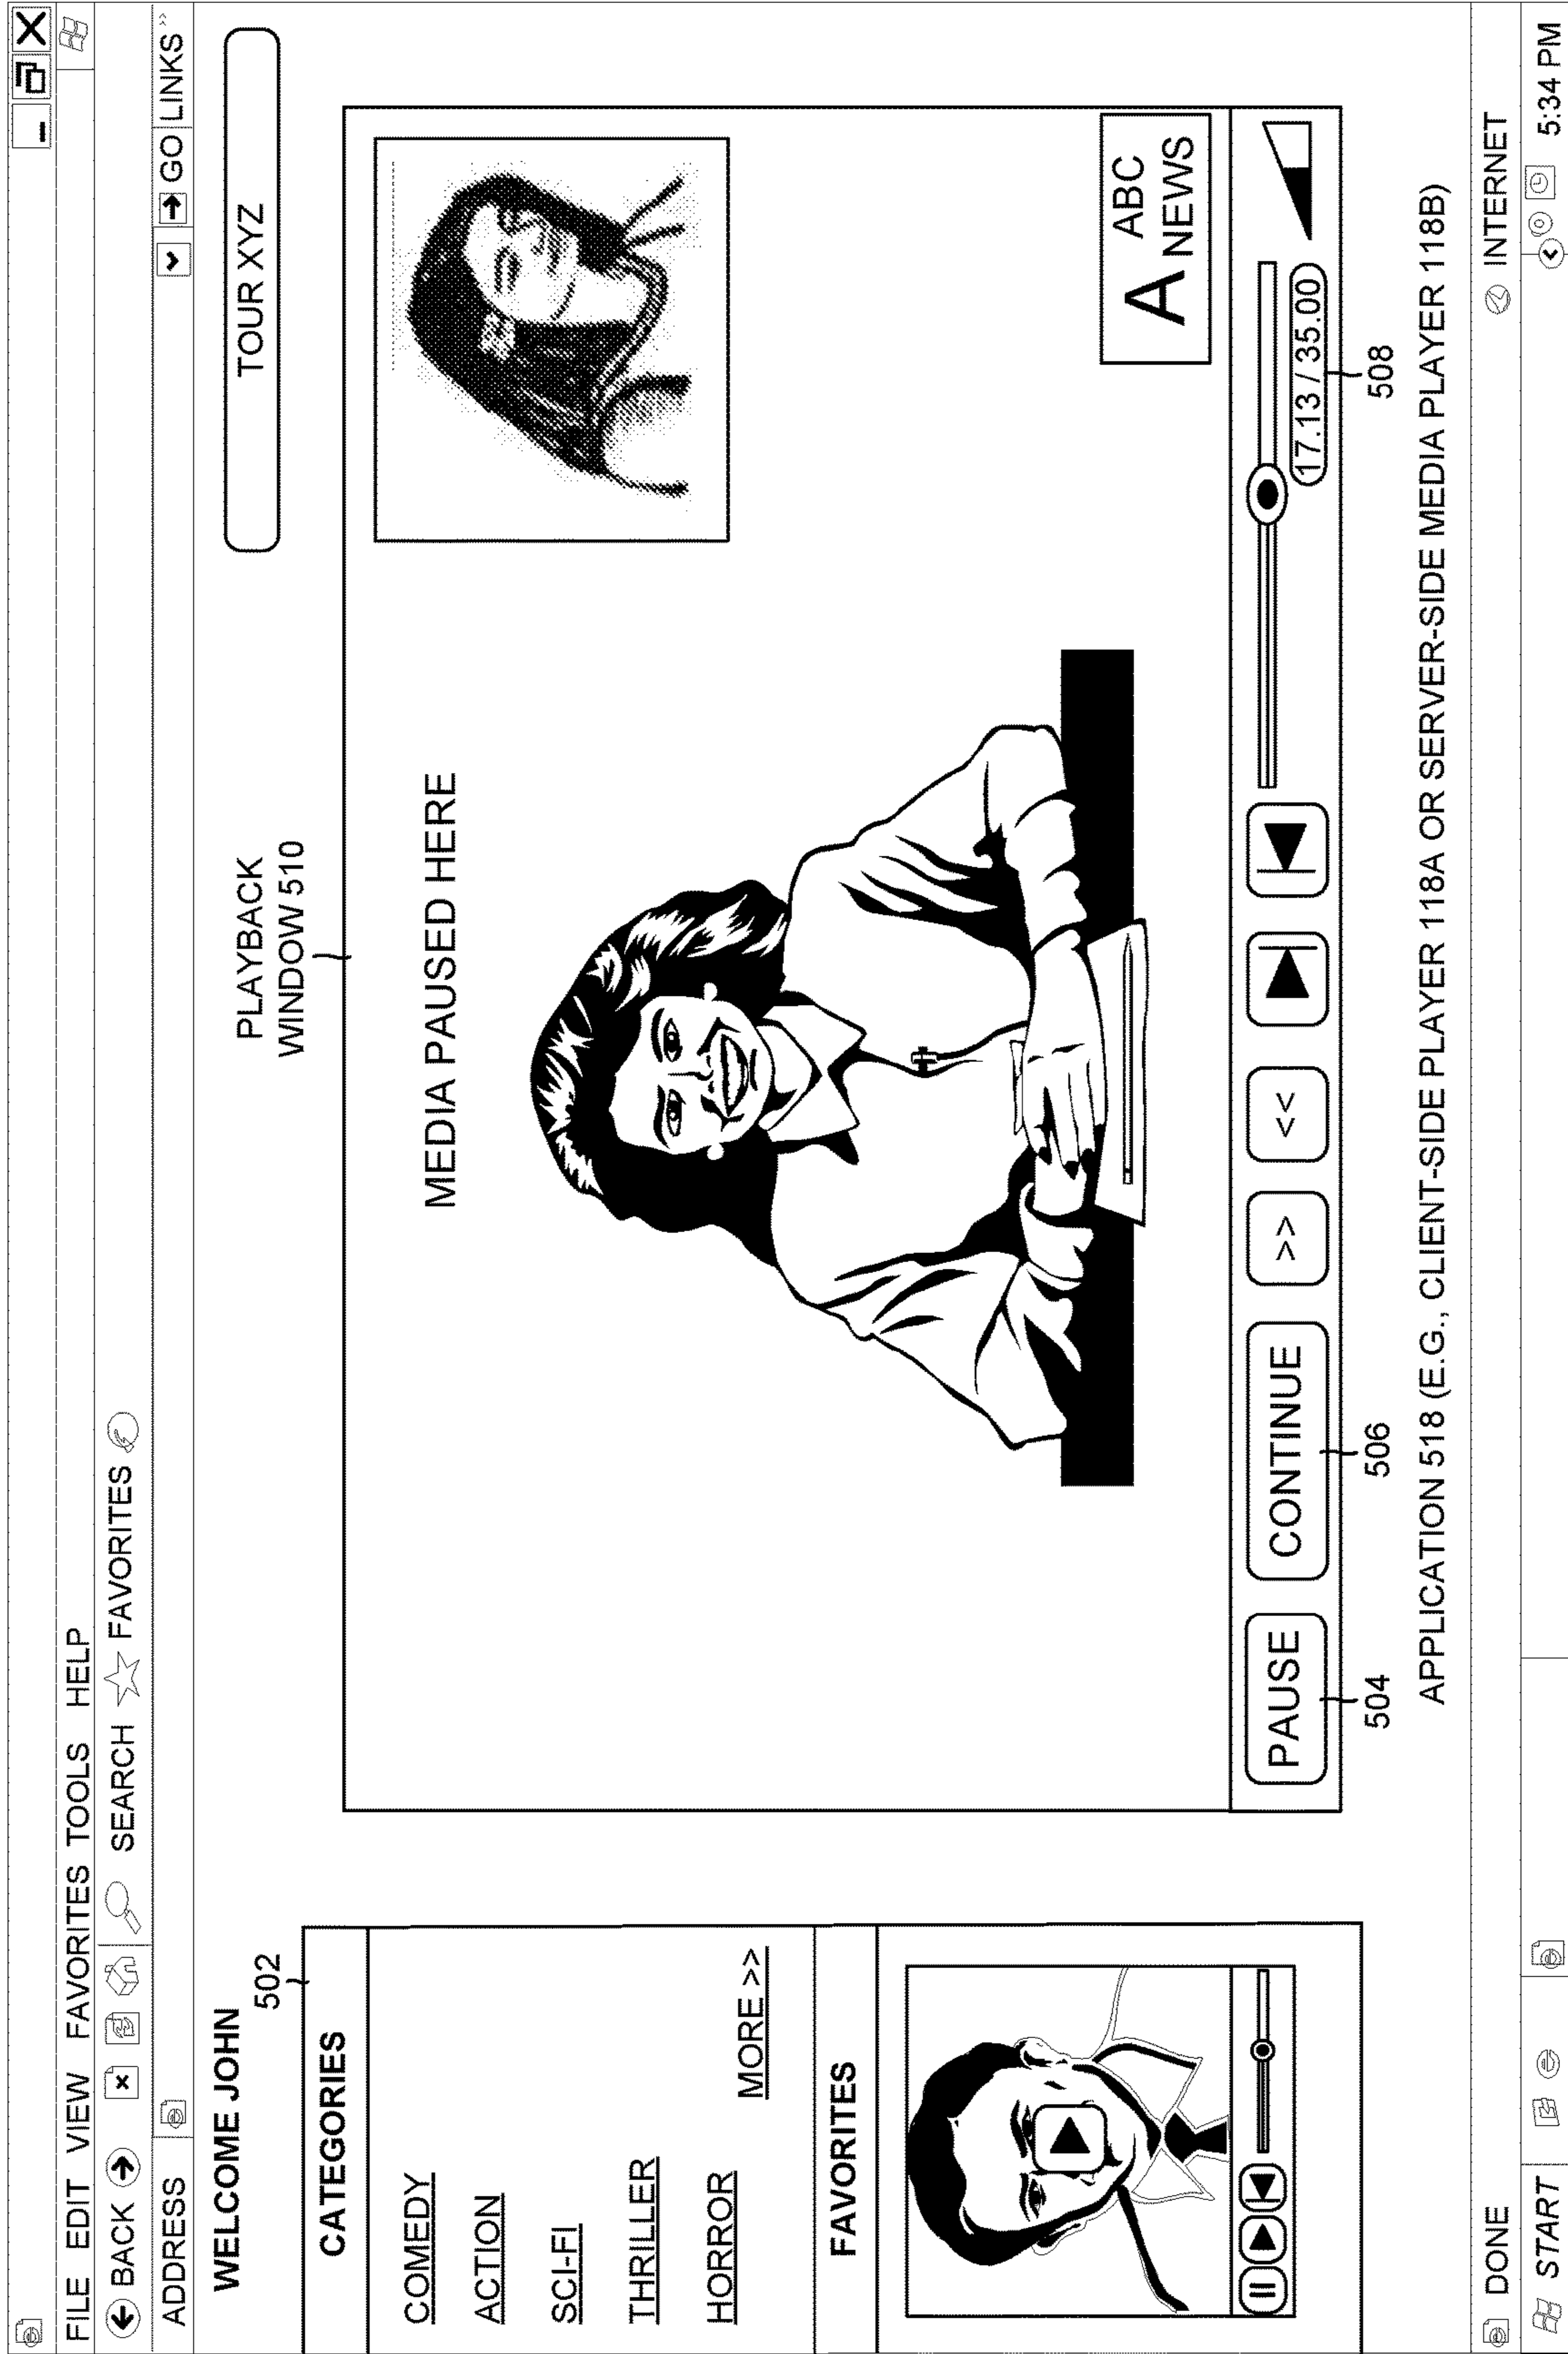 FILE EDIT VIEW FAVORITES TOOLS HELP
BACK SEARCH FAVORITES
ADDRESS GO LINKS >>
WELCOME JOHN
TOUR XYZ
502
CATEGORIES
COMEDY
ACTION
SCI-FI
THRILLER
HORROR
MORE >>
FAVORITES
PLAYBACK
WINDOW 510
MEDIA PAUSED HERE
ABC
A NEWS
PAUSE CONTINUE >> <<
17.13 / 35.00
504 506 508
APPLICATION 518 (E.G., CLIENT-SIDE PLAYER 118A OR SERVER-SIDE MEDIA PLAYER 118B)
DONE INTERNET
START 5:34 PM